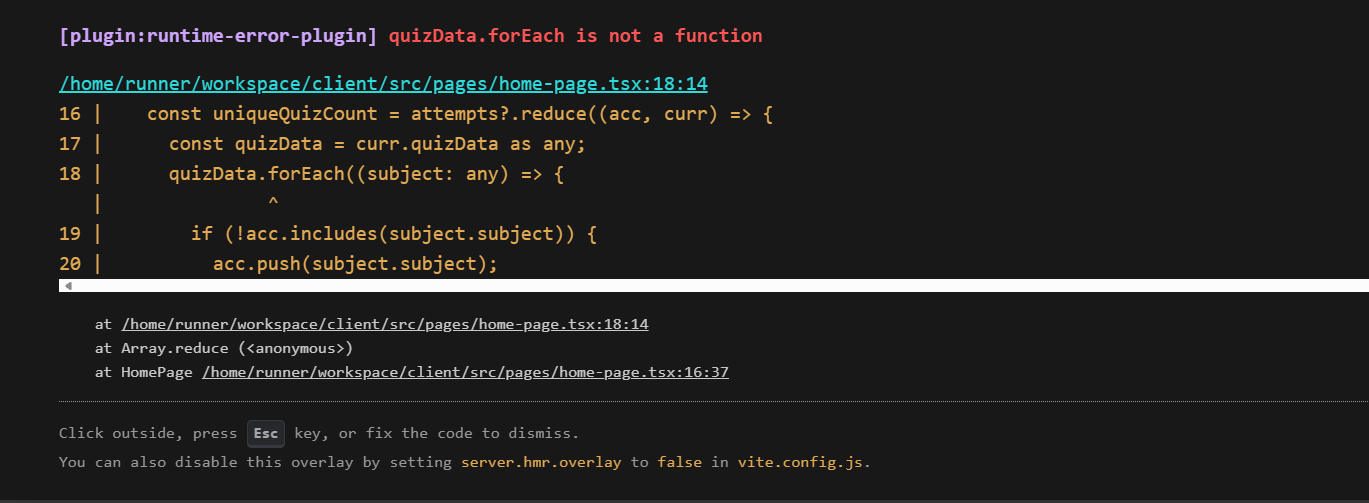 [plugin:runtime-error-plugin] quizData.forEach is not a function
/home/runner/workspace/client/src/pages/home-page.tsx:18:14
16 |    const uniqueQuizCount = attempts?.reduce((acc, curr) => {
17 |      const quizData = curr.quizData as any;
18 |      quizData.forEach((subject: any) => {
   |               ^
19 |        if (!acc.includes(subject.subject)) {
20 |          acc.push(subject.subject);
at /home/runner/workspace/client/src/pages/home-page.tsx:18:14
at Array.reduce (<anonymous>)
at HomePage /home/runner/workspace/client/src/pages/home-page.tsx:16:37
Click outside, press Esc key, or fix the code to dismiss.
You can also disable this overlay by setting server.hmr.overlay to false in vite.config.js.